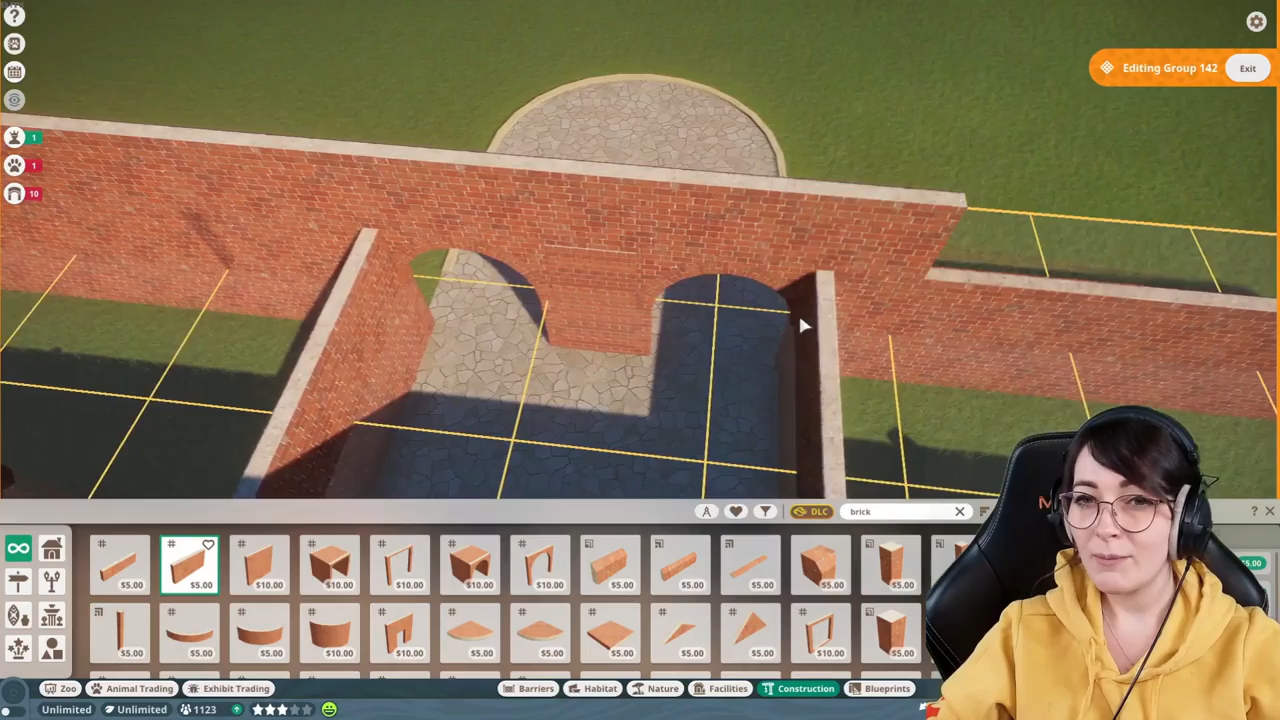 ?
Editing Group 142
Exit
1
1
10
DLC
brick
?
$5.00
$5.00
$10.00
$10.00
$10.00
$10.00
$10.00
$5.00
$5.00
$5.00
$5.00
$5.00
$5.00
$5.00
$5.00
$5.00
$10.00
$10.00
$5.00
$5.00
$5.00
$5.00
$5.00
$10.00
$5.00
Zoo
Animal Trading
Exhibit Trading
Barriers
Habitat
Nature
Facilities
Construction
Blueprints
Unlimited
Unlimited
1123